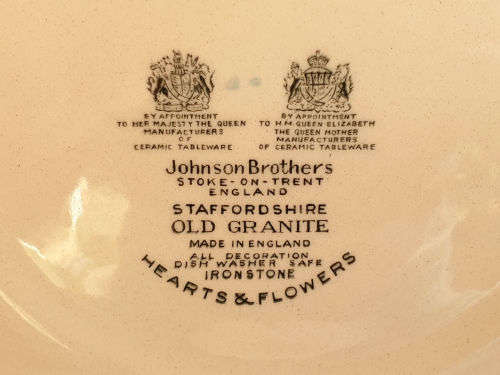 BY APPOINTMENT
TO HER MAJESTY THE QUEEN
MANUFACTURERS
OF
CERAMIC TABLEWARE
BY APPOINTMENT
TO H.M. QUEEN ELIZABETH
THE QUEEN MOTHER
MANUFACTURERS
OF CERAMIC TABLEWARE
Johnson Brothers
STOKE-ON-TRENT
ENGLAND
STAFFORDSHIRE
OLD GRANITE
MADE IN ENGLAND
ALL DECORATION
DISH WASHER SAFE
IRONSTONE
HEARTS & FLOWERS